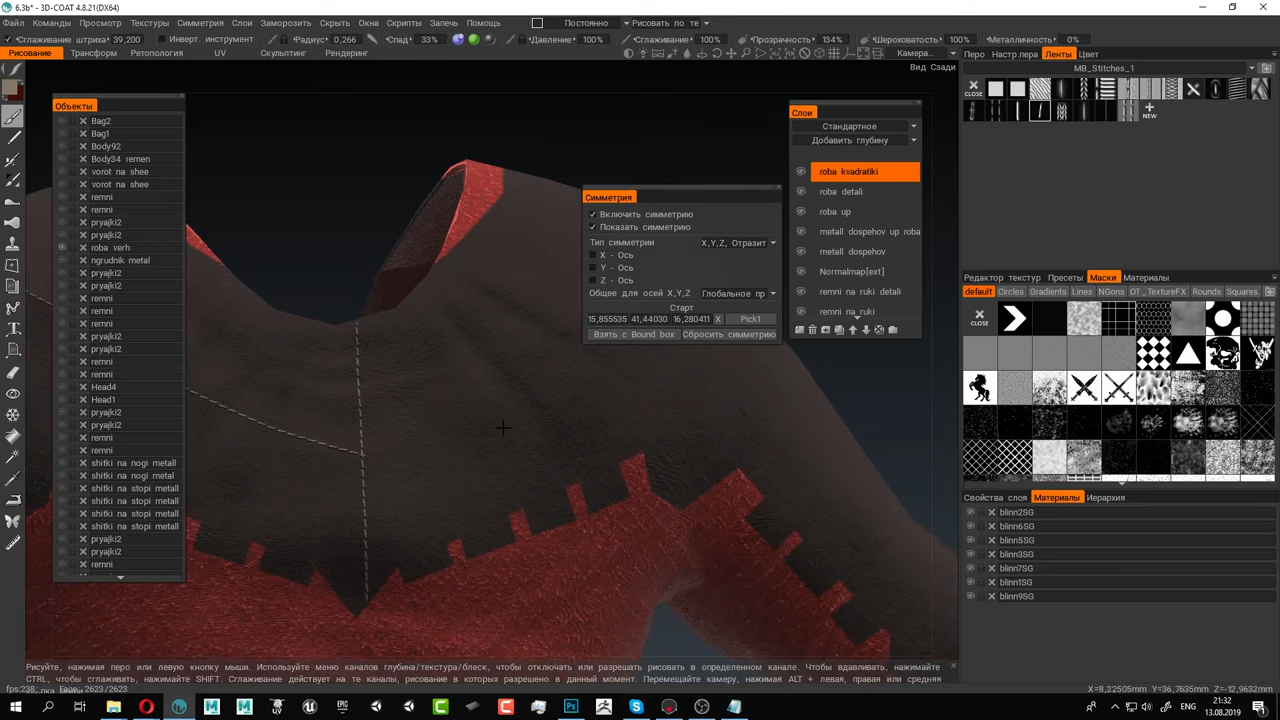 6.3b* - 3D-COAT 4.8.21(DX64)
Файл Команды Просмотр Текстуры Симметрия Слои Заморозить Скрыть Окна Скрипты Запечь Помощь Постоянно Рисовать по те
Сглаживание штриха 39,200 Инверт.инструмент Радиус 0,266 Спад 33% Давление 100% Сглаживание 100% Прозрачность 134% Шероховатость 100% Металличность 0%
Рисование Трансформ Ретопология UV Скульптинг Рендеринг Камера...
Вид Сзади
Объекты
Bag2
Bag1
Body92
Body34 remen
vorot na shee
vorot na shee
remni
remni
pryajki2
pryajki2
roba verh
ngrudnik metal
pryajki2
pryajki2
remni
remni
remni
pryajki2
pryajki2
remni
remni
Head4
Head1
pryajki2
pryajki2
remni
remni
shitki na nogi metall
shitki na nogi metal
shitki na stopi metall
shitki na stopi metall
shitki na stopi metall
shitki na stopi metall
pryajki2
pryajki2
remni
Симметрия
Включить симметрию
Показать симметрию
Тип симметрии X,Y,Z, Отразит
X - Ось
Y - Ось
Z - Ось
Общее для осей X,Y,Z Глобальное пр
Старт
15,855535 41,44030 16,280411 X Pick1
Взять с Bound box Сбросить симметрию
Слои
Стандартное
Добавить глубину
roba kvadratiki
roba detali
roba up
metall dospehov up roba
metall dospehov
Normalmap[ext]
remni na ruki detali
remni na ruki
Перо Настр.пера Ленты Цвет
MB_Stitches_1
CLOSE
NEW
Редактор текстур Пресеты Маски Материалы
default Circles Gradients Lines NGons OT_TextureFX Rounds Squares
CLOSE
Свойства слоя Материалы Иерархия
blinn2SG
blinn6SG
blinn5SG
blinn3SG
blinn7SG
blinn1SG
blinn9SG
Рисуйте, нажимая перо или левую кнопку мыши. Используйте меню каналов глубина/текстура/блеск, чтобы отключить или разрешать рисовать в определенном канале. Чтобы вдавливать, нажимайте
CTRL, чтобы сглаживать, нажимайте SHIFT. Сглаживание действует на те каналы, рисование в которых разрешено в данный момент. Перемещайте камеру, нажимая ALT + левая, правая или средняя
fps:238
2623/2623
X=8,22505mm Y=36,7635mm Z=-12,9632mm
UV
EPIC
ENG
21:32
13.08.2019